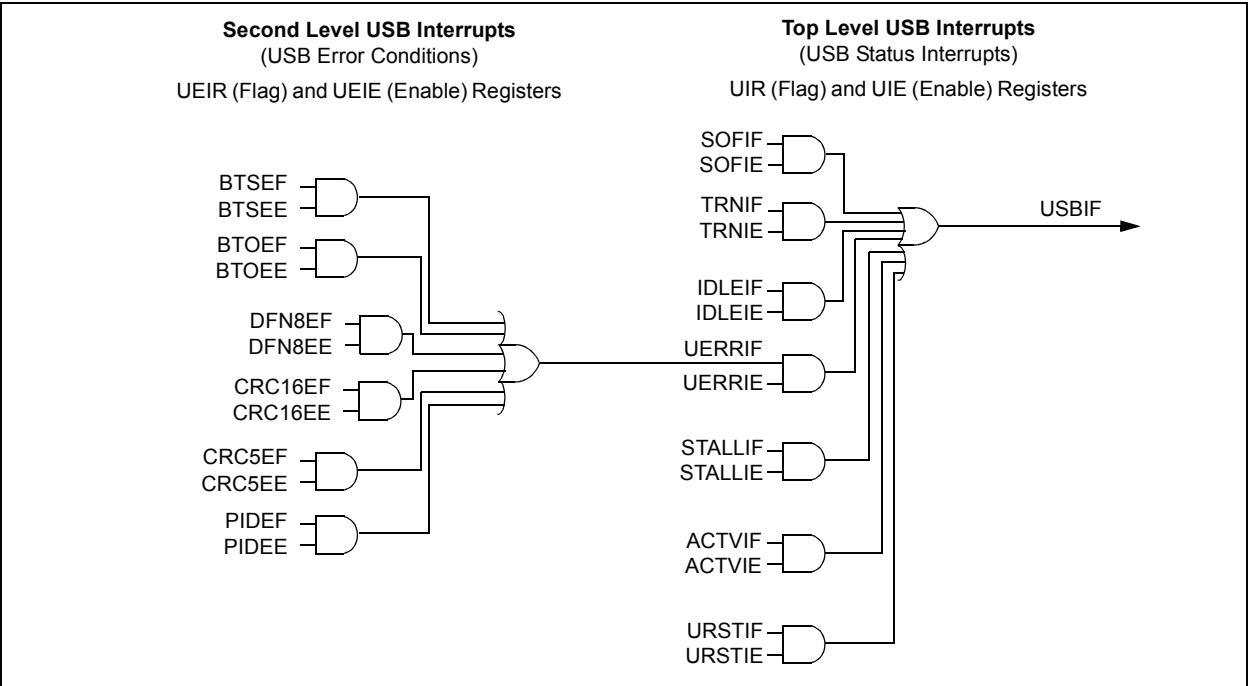 Second Level USB Interrupts
(USB Error Conditions)
UEIR (Flag) and UEIE (Enable) Registers
BTSEF
BTSEE
BTOEF
BTOEE
DFN8EF
DFN8EE
CRC16EF
CRC16EE
CRC5EF
CRC5EE
PIDEF
PIDEE
Top Level USB Interrupts
(USB Status Interrupts)
UIR (Flag) and UIE (Enable) Registers
SOFIF
SOFIE
TRNIF
TRNIE
IDLEIF
IDLEIE
UERRIF
UERRIE
STALLIF
STALLIE
ACTVIF
ACTVIE
URSTIF
URSTIE
USBIF